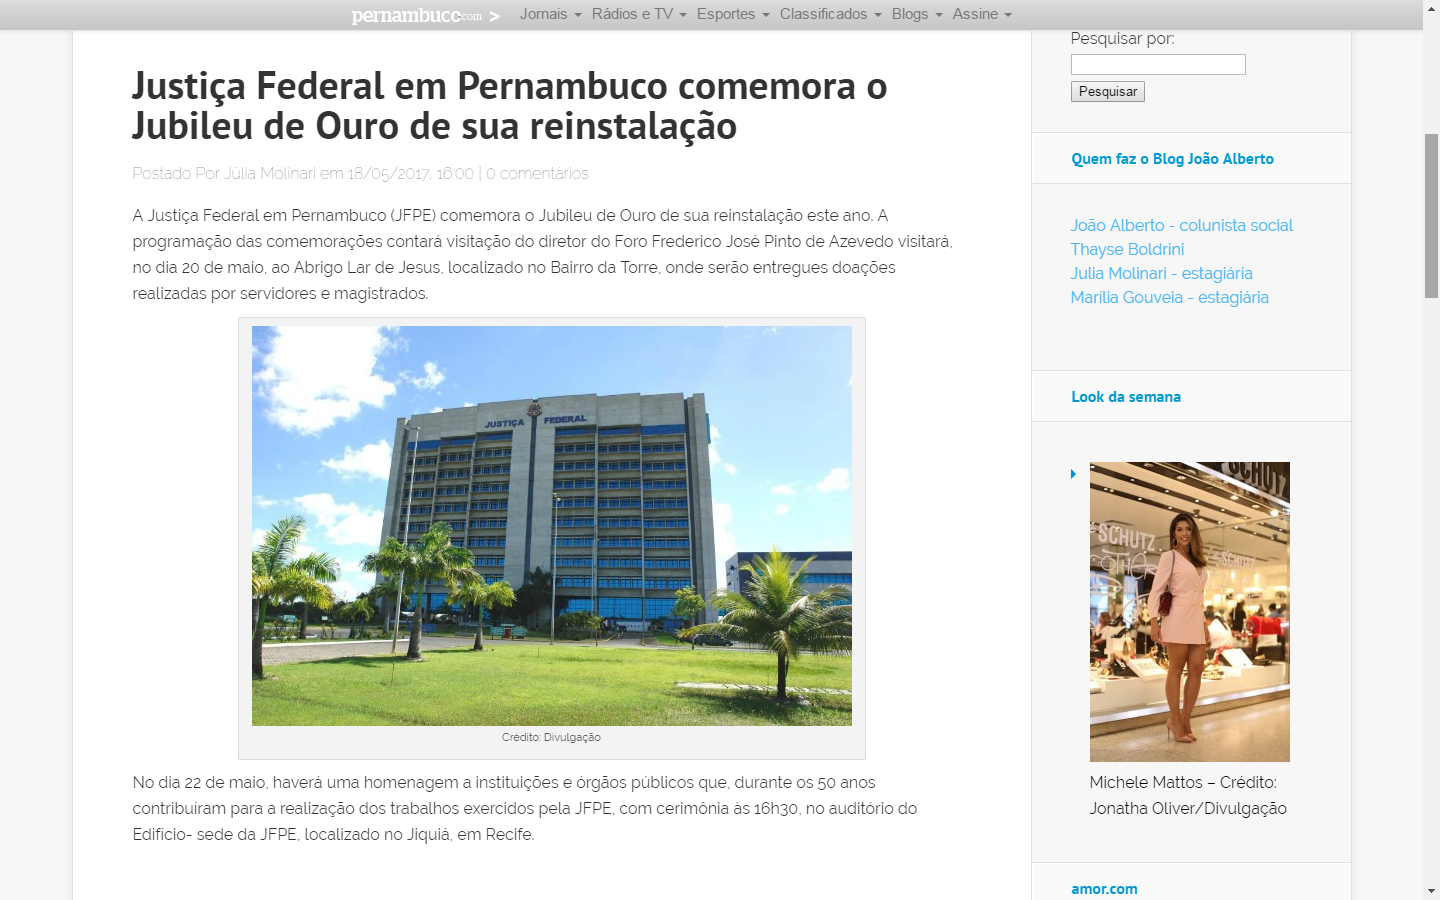 pernambuco.com >
Jornais Rádios e TV Esportes Classificados Blogs Assine
Justiça Federal em Pernambuco comemora o
Jubileu de Ouro de sua reinstalação
Postado Por Júlia Molinari em 18/05/2017, 16:00 | 0 comentários
A Justiça Federal em Pernambuco (JFPE) comemora o Jubileu de Ouro de sua reinstalação este ano. A
programação das comemorações contará visitação do diretor do Foro Frederico José Pinto de Azevedo visitará,
no dia 20 de maio, ao Abrigo Lar de Jesus, localizado no Bairro da Torre, onde serão entregues doações
realizadas por servidores e magistrados.
JUSTIÇA FEDERAL
Crédito: Divulgação
No dia 22 de maio, haverá uma homenagem a instituições e órgãos públicos que, durante os 50 anos
contribuíram para a realização dos trabalhos exercidos pela JFPE, com cerimônia às 16h30, no auditório do
Edifício- sede da JFPE, localizado no Jiquiá, em Recife.
Pesquisar por:
Pesquisar
Quem faz o Blog João Alberto
João Alberto - colunista social
Thayse Boldrini
Julia Molinari - estagiária
Marília Gouveia - estagiária
Look da semana
SCHUTZ
SCHUTZ
SCHUTZ
Michele Mattos – Crédito:
Jonatha Oliver/Divulgação
amor.com